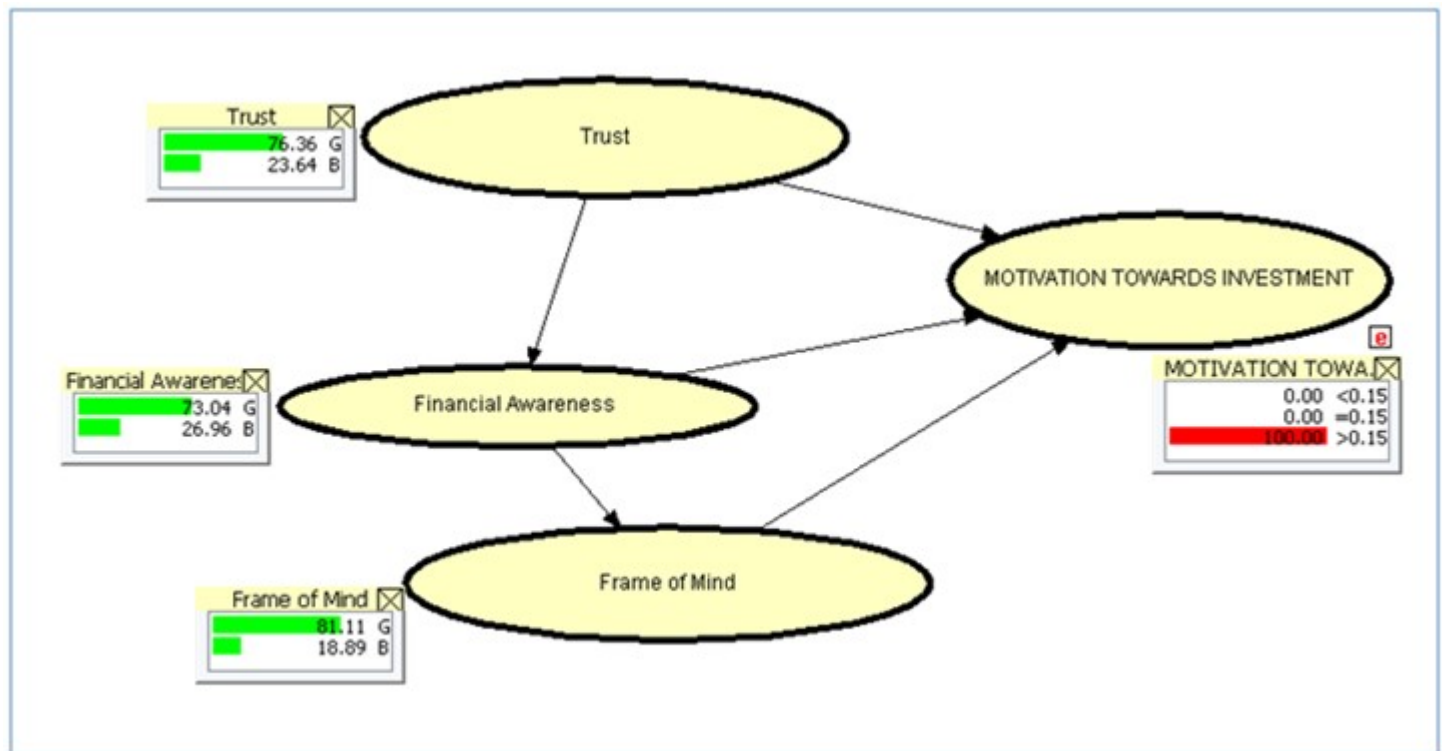 Trust
76.36 G
23.64 B
Trust
MOTIVATION TOWARDS INVESTMENT
e
Financial Awarenes
73.04 G
26.96 B
Financial Awareness
MOTIVATION TOWA
0.00 <0.15
0.00 =0.15
100.00 >0.15
Frame of Mind
Frame of Mind
81.11 G
18.89 B